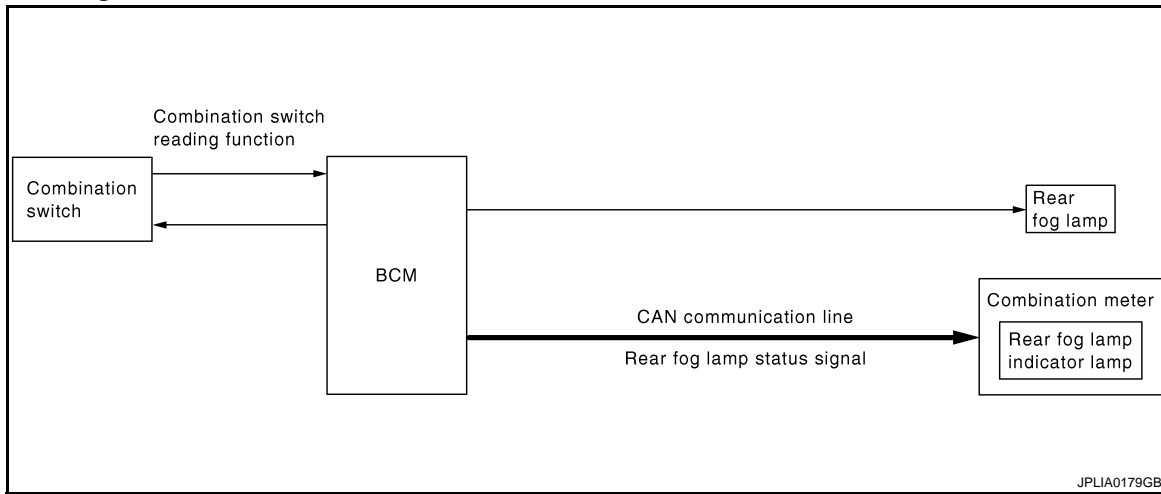 Combination switch
reading function
Combination
switch
BCM
Rear
fog lamp
CAN communication line
Rear fog lamp status signal
Combination meter
Rear fog lamp
indicator lamp
JPLIA0179GB